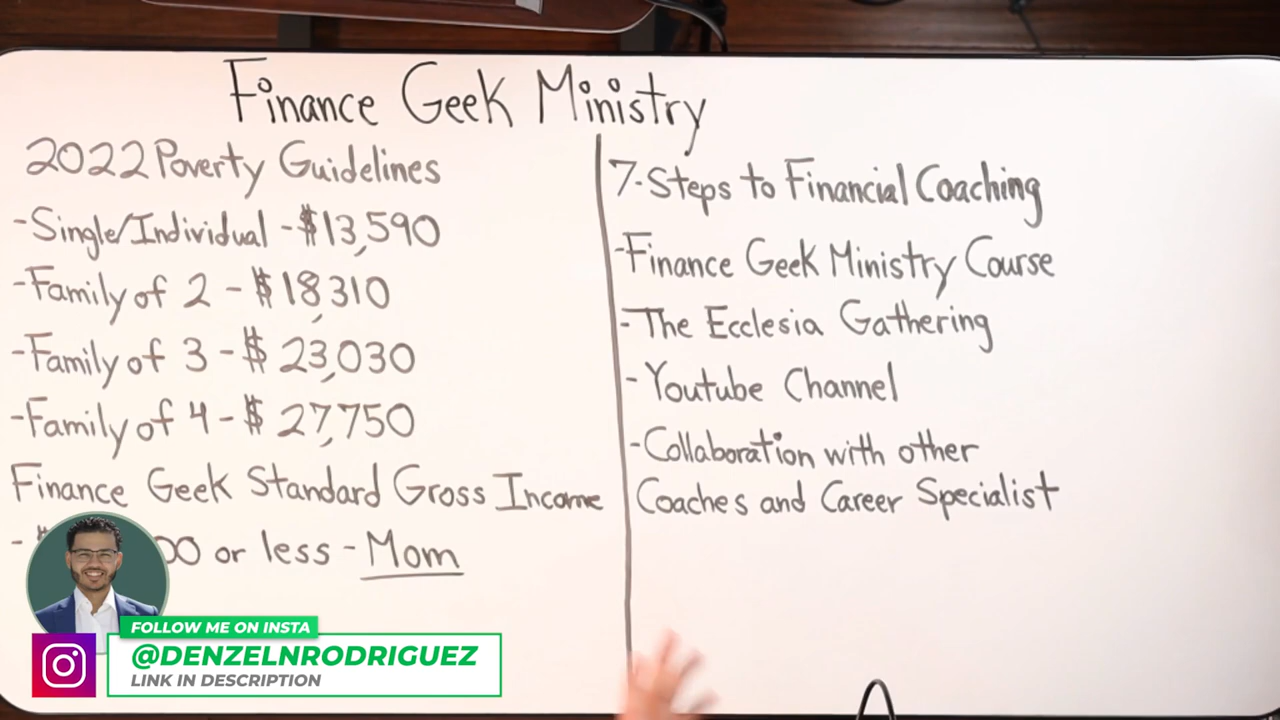 Finance Geek Ministry
2022 Poverty Guidelines
-Single/Individual -$13,590
-Family of 2 - $18,310
-Family of 3 - $ 23,030
-Family of 4 - $ 27,750
Finance Geek Standard Gross Income
00 or less - Mom
7-Steps to Financial Coaching
-Finance Geek Ministry Course
-The Ecclesia Gathering
-Youtube Channel
-Collaboration with other
Coaches and Career Specialist
FOLLOW ME ON INSTA
@DENZELNRODRIGUEZ
LINK IN DESCRIPTION